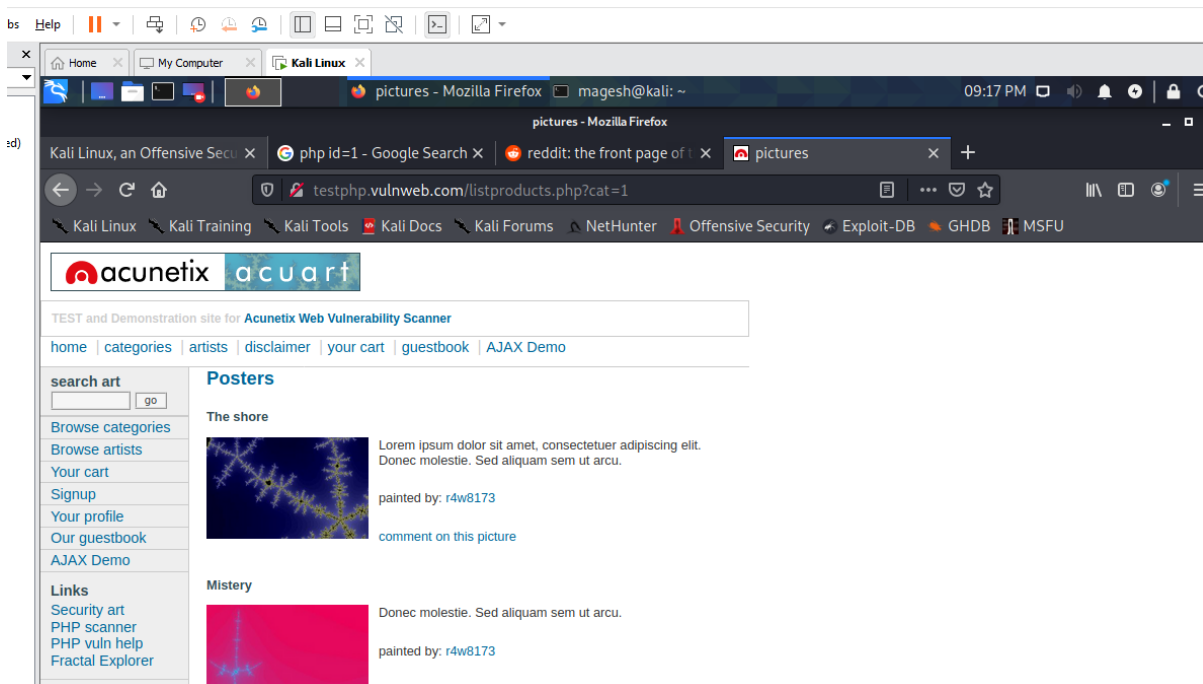 bs Help
Home My Computer Kali Linux
pictures - Mozilla Firefox magesh@kali: ~ 09:17 PM
ed)
pictures - Mozilla Firefox
Kali Linux, an Offensive Secu php id=1 - Google Search reddit: the front page of t pictures
testphp.vulnweb.com/listproducts.php?cat=1
Kali Linux Kali Training Kali Tools Kali Docs Kali Forums NetHunter Offensive Security Exploit-DB GHDB MSFU
acunetix acuart
TEST and Demonstration site for Acunetix Web Vulnerability Scanner
home | categories | artists | disclaimer | your cart | guestbook | AJAX Demo
search art
go
Browse categories
Browse artists
Your cart
Signup
Your profile
Our guestbook
AJAX Demo
Links
Security art
PHP scanner
PHP vuln help
Fractal Explorer
Posters
The shore
Lorem ipsum dolor sit amet, consectetuer adipiscing elit.
Donec molestie. Sed aliquam sem ut arcu.
painted by: r4w8173
comment on this picture
Mistery
Donec molestie. Sed aliquam sem ut arcu.
painted by: r4w8173